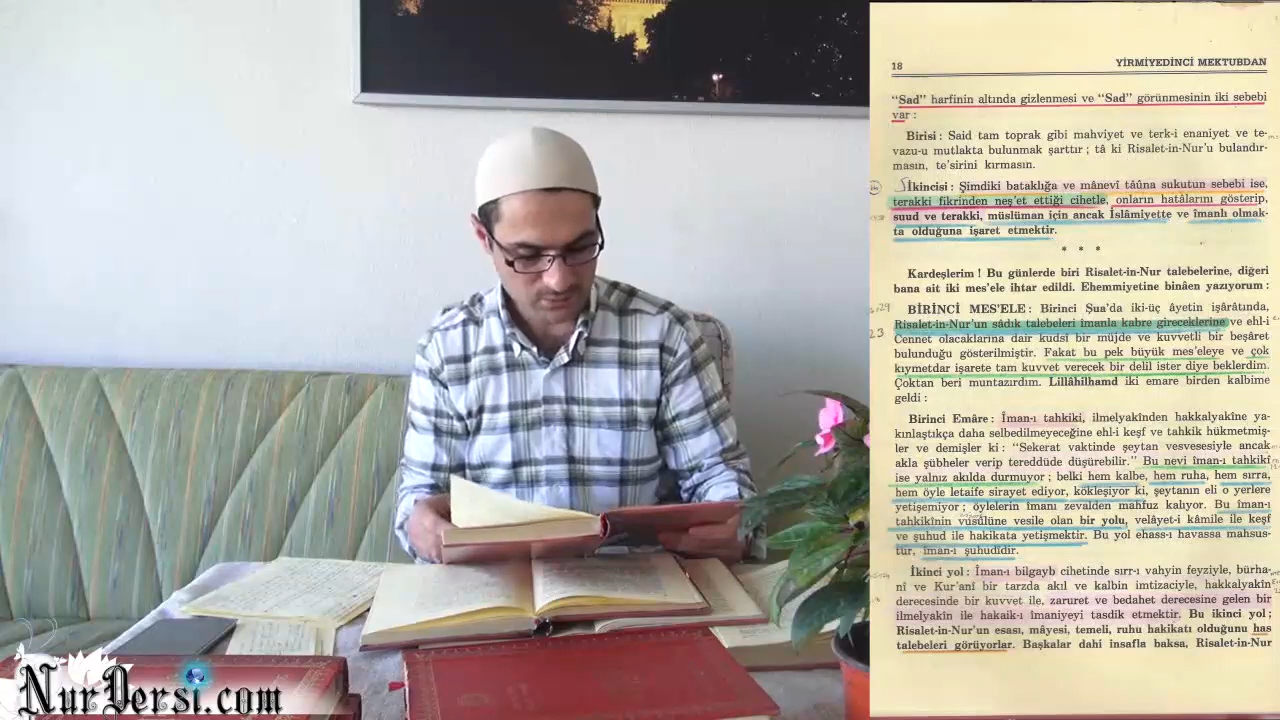 18 YİRMİYEDİNCİ MEKTUBDAN
"Sad" harfinin altında gizlenmesi ve "Sad" görünmesinin iki sebebi
var :
Birisi : Said tam toprak gibi mahviyet ve terk-i enaniyet ve te-
vazu-u mutlakta bulunmak şarttır ; tâ ki Risalet-in-Nur'u bulandır-
masın, te'sirini kırmasın.
İkincisi : Şimdiki bataklığa ve mânevî tâûna sukutun sebebi ise,
terakki fikrinden neş'et ettiği cihetle, onların hatâlarını gösterip,
suud ve terakki, müslüman için ancak İslâmiyette ve îmanlı olmak-
ta olduğuna işaret etmektir.
* * *
Kardeşlerim ! Bu günlerde biri Risalet-in-Nur talebelerine, diğeri
bana ait iki mes'ele ihtar edildi. Ehemmiyetine binâen yazıyorum :
BİRİNCİ MES'ELE : Birinci Şua'da iki-üç âyetin işârâtında,
Risalet-in-Nur'un sâdık talebeleri imanla kabre gireceklerine ve ehl-i
Cennet olacaklarına dair kudsî bir müjde ve kuvvetli bir beşâret
bulunduğu gösterilmiştir. Fakat bu pek büyük mes'eleye ve çok
kıymetdar işarete tam kuvvet verecek bir delil ister diye beklerdim.
Çoktan beri muntazırdım. Lillâhilhamd iki emare birden kalbime
geldi :
Birinci Emâre : Îman-ı tahkiki, ilmelyakînden hakkalyakîne ya-
kınlaştıkça daha selbedilmeyeceğine ehl-i keşf ve tahkik hükmetmiş-
ler ve demişler ki : "Sekerat vaktinde şeytan vesvesesiyle ancak
akla şübheler verip tereddüde düşürebilir." Bu nevi îman-ı tahkikî
ise yalnız akılda durmuyor ; belki hem kalbe, hem ruha, hem sırra,
hem öyle letaife sirayet ediyor, kökleşiyor ki, şeytanın eli o yerlere
yetişemiyor ; öylelerin îmanı zevalden mahfuz kalıyor. Bu îman-ı
tahkikînin vüsûlüne vesile olan bir yolu, velâyet-i kâmile ile keşf
ve şuhud ile hakikata yetişmektir. Bu yol ehass-ı havassa mahsus-
tur, îman-ı şuhudîdir.
İkinci yol : Îman-ı bilgayb cihetinde sırr-ı vahyin feyziyle, bürha-
nî ve Kur'anî bir tarzda akıl ve kalbin imtizaciyle, hakkalyakîn
derecesinde bir kuvvet ile, zaruret ve bedahet derecesine gelen bir
ilmelyakîn ile hakaik-ı îmaniyeyi tasdik etmektir. Bu ikinci yol ;
Risalet-in-Nur'un esası, mâyesi, temeli, ruhu hakikatı olduğunu has
talebeleri görüyorlar. Başkalar dahi insafla baksa, Risalet-in-Nur
NurDersi.com